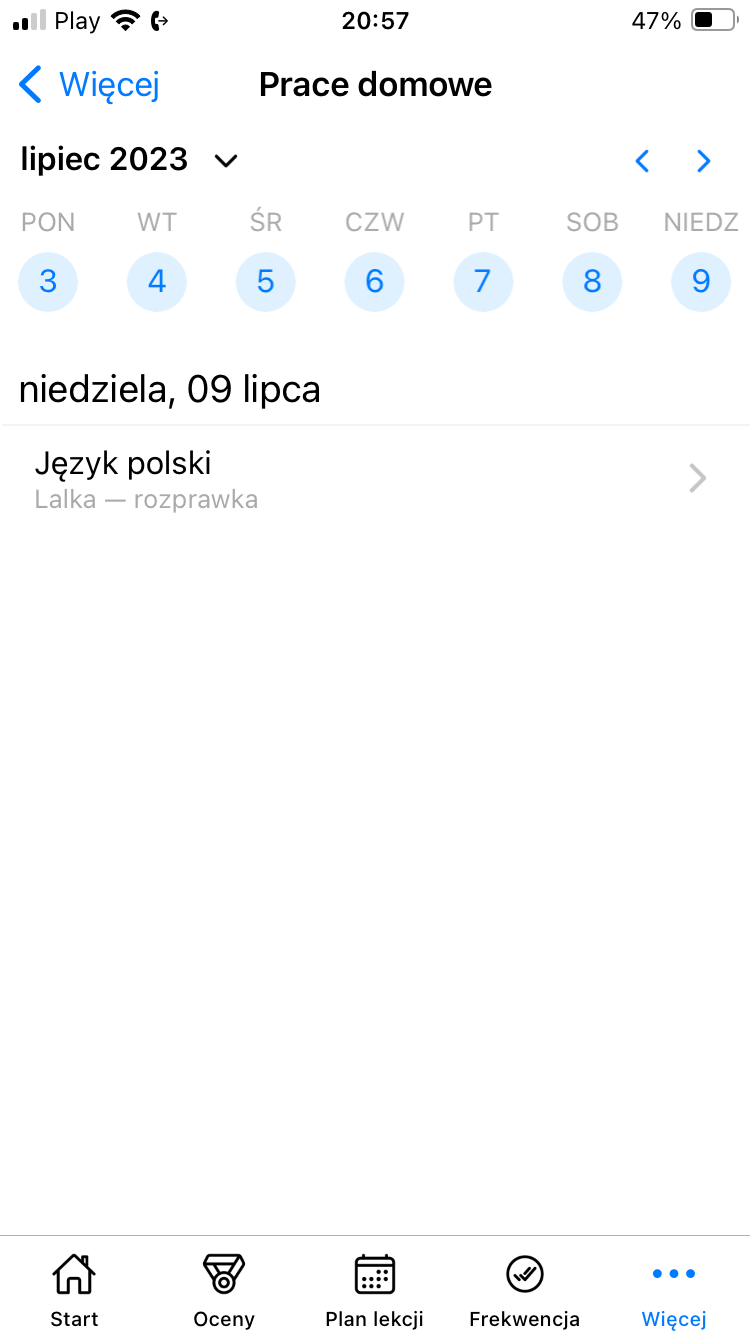 Play 20:57 47%
Więcej Prace domowe
lipiec 2023
PON WT ŚR CZW PT SOB NIEDZ
3 4 5 6 7 8 9
niedziela, 09 lipca
Język polski
Lalka — rozprawka
Start Oceny Plan lekcji Frekwencja Więcej